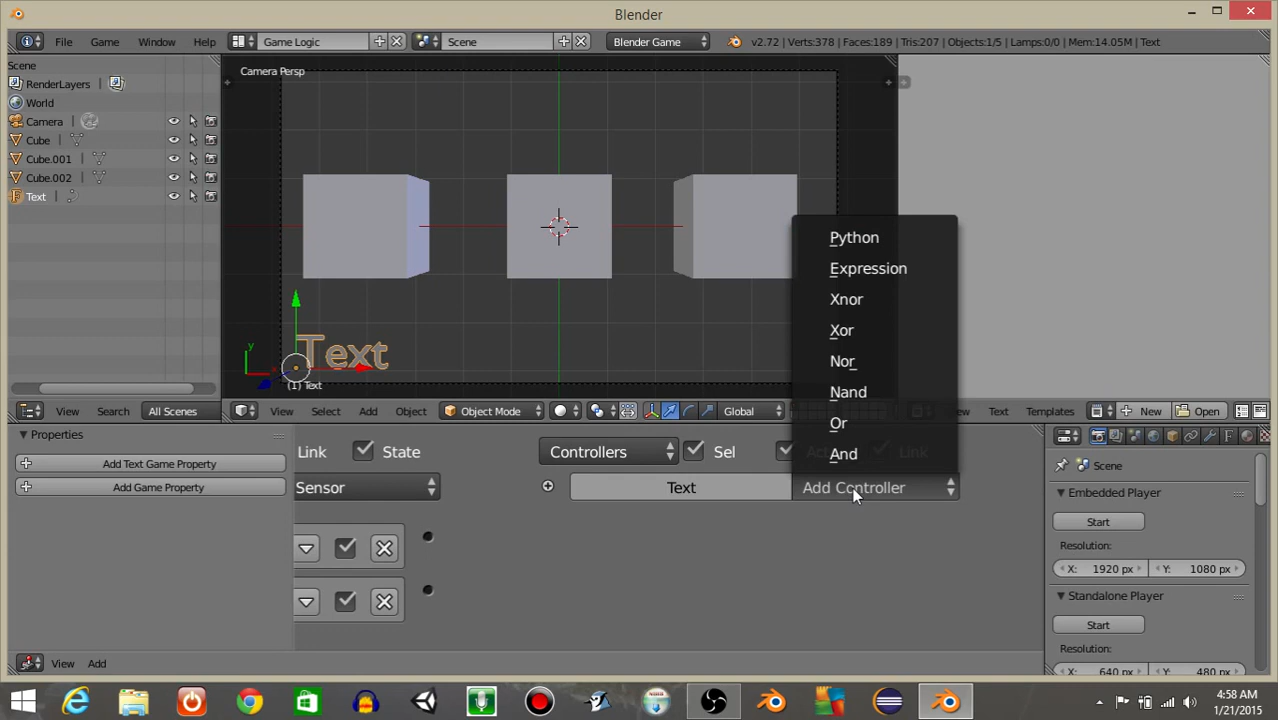 Blender
File Game Window Help Game Logic Scene Blender Game v2.72 | Verts:378 | Faces:189 | Tris:207 | Objects:1/5 | Lamps:0/0 | Mem:14.05M | Text
Scene
RenderLayers
World
Camera
Cube
Cube.001
Cube.002
Text
Camera Persp
Text
y
(1) Text
Python
Expression
Xnor
Xor
Nor
Nand
Or
And
View Search All Scenes View Select Add Object Object Mode Global Text Templates New Open
Properties
Add Text Game Property
Add Game Property
Link State Controllers Sel Link
Sensor Text Add Controller
F
Scene
Embedded Player
Start
Resolution:
X: 1920 px Y: 1080 px
Standalone Player
Start
Resolution:
X: 640 px Y: 480 px
View Add
4:58 AM
1/21/2015